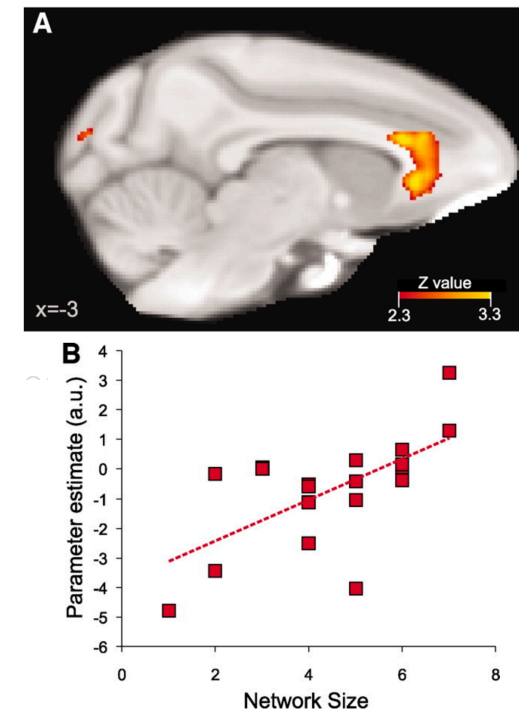 A
x=-3
Z value
2.3 3.3
B
Parameter estimate (a.u.)
4
3
2
1
0
-1
-2
-3
-4
-5
-6
0 2 4 6 8
Network Size